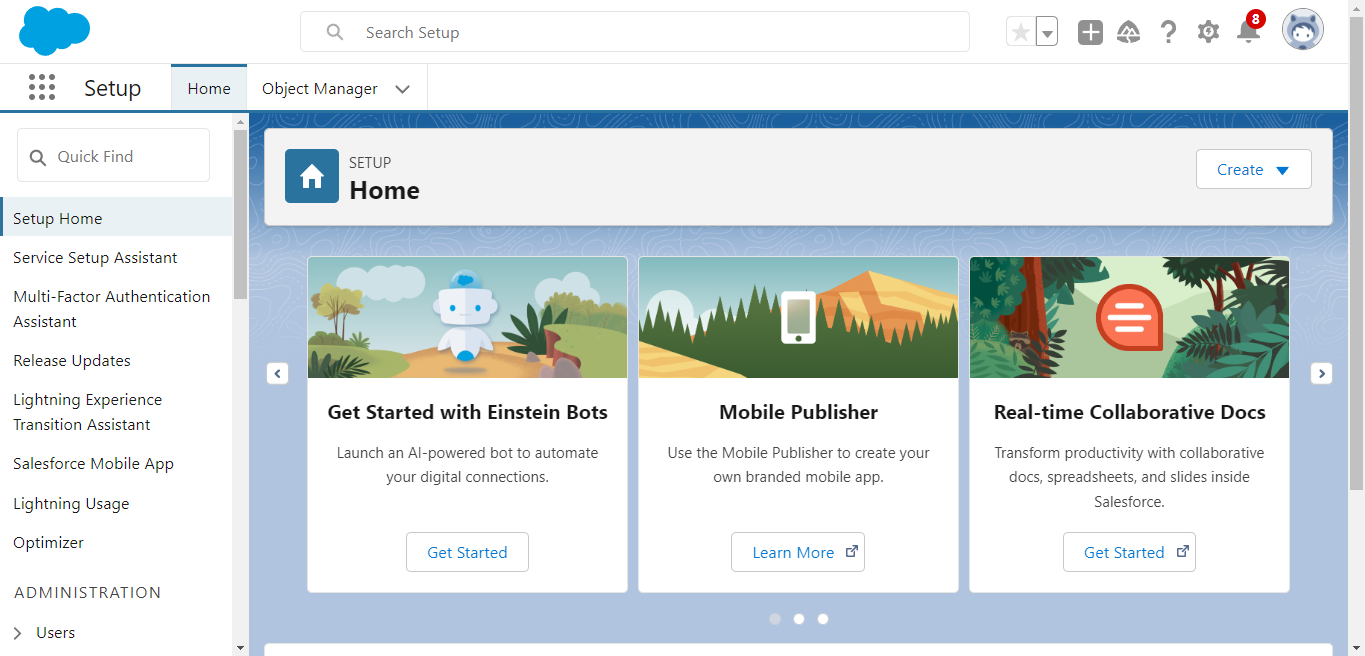 Search Setup
8
Setup
Home
Object Manager
Quick Find
Setup Home
Service Setup Assistant
Multi-Factor Authentication
Assistant
Release Updates
Lightning Experience
Transition Assistant
Salesforce Mobile App
Lightning Usage
Optimizer
ADMINISTRATION
Users
SETUP
Home
Create
Get Started with Einstein Bots
Launch an AI-powered bot to automate
your digital connections.
Get Started
Mobile Publisher
Use the Mobile Publisher to create your
own branded mobile app.
Learn More
Real-time Collaborative Docs
Transform productivity with collaborative
docs, spreadsheets, and slides inside
Salesforce.
Get Started